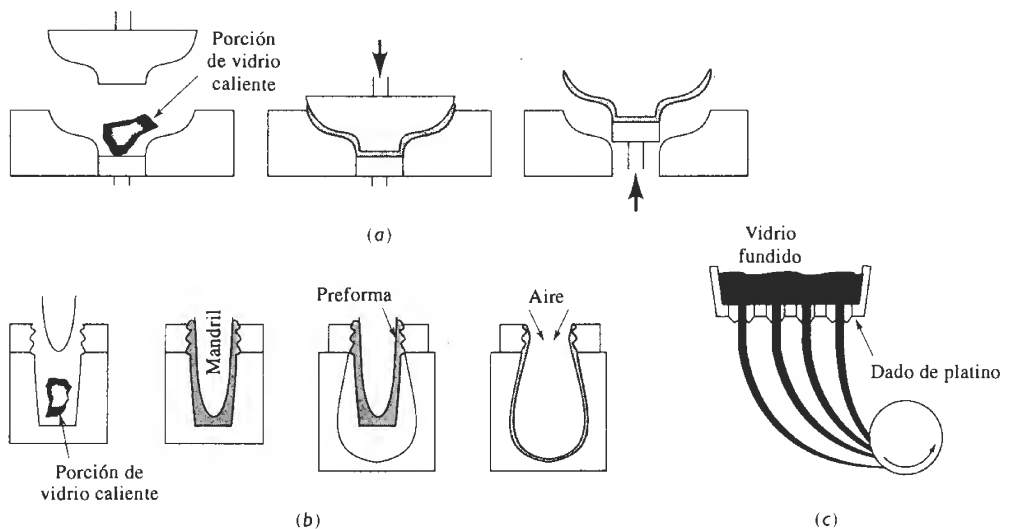 Porción
de vidrio
caliente
(a)
Vidrio
fundido
Preforma
Aire
Mandril
Dado de platino
Porción de
vidrio caliente
(b)
(c)